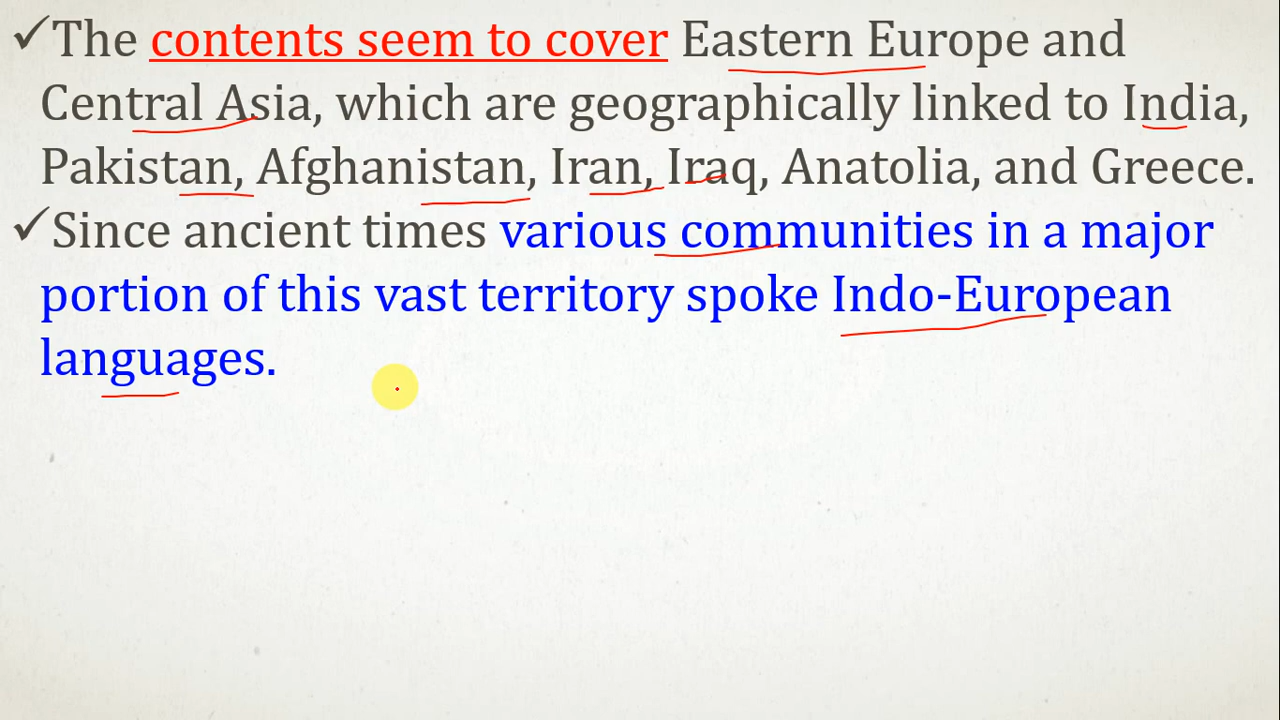 ✓The contents seem to cover Eastern Europe and
Central Asia, which are geographically linked to India,
Pakistan, Afghanistan, Iran, Iraq, Anatolia, and Greece.
✓Since ancient times various communities in a major
portion of this vast territory spoke Indo-European
languages.